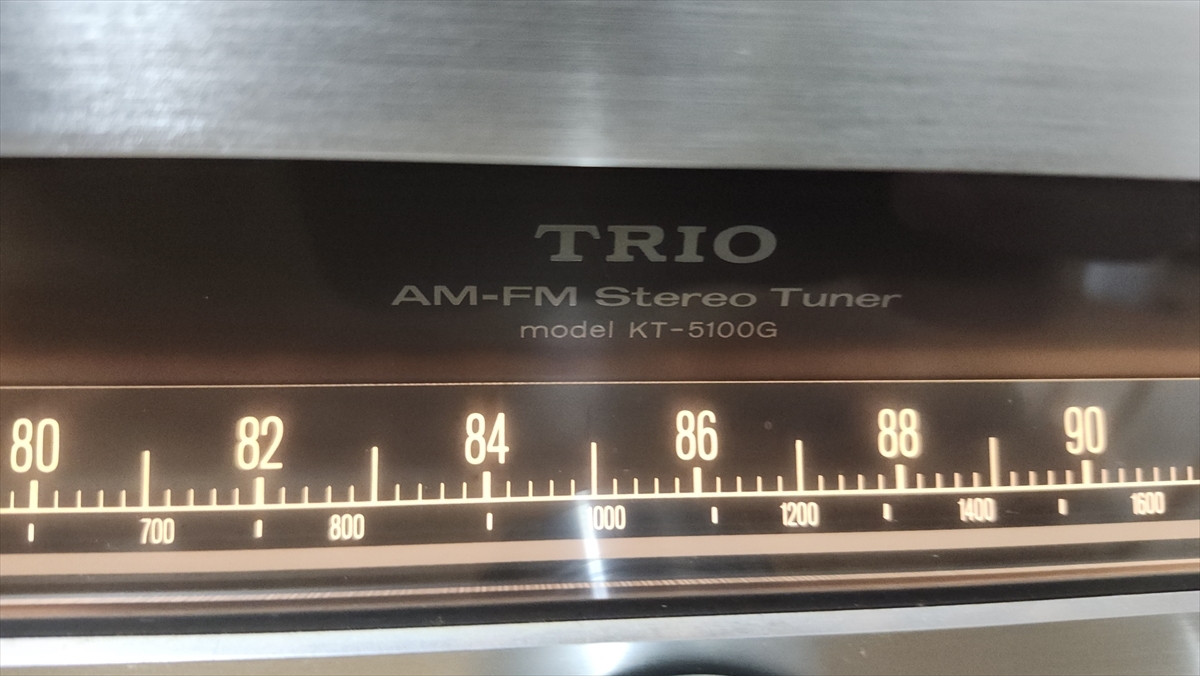 TRIO
AM-FM Stereo Tuner
model KT-5100G
80 82 84 86 88 90
700 800 1000 1200 1400 1600